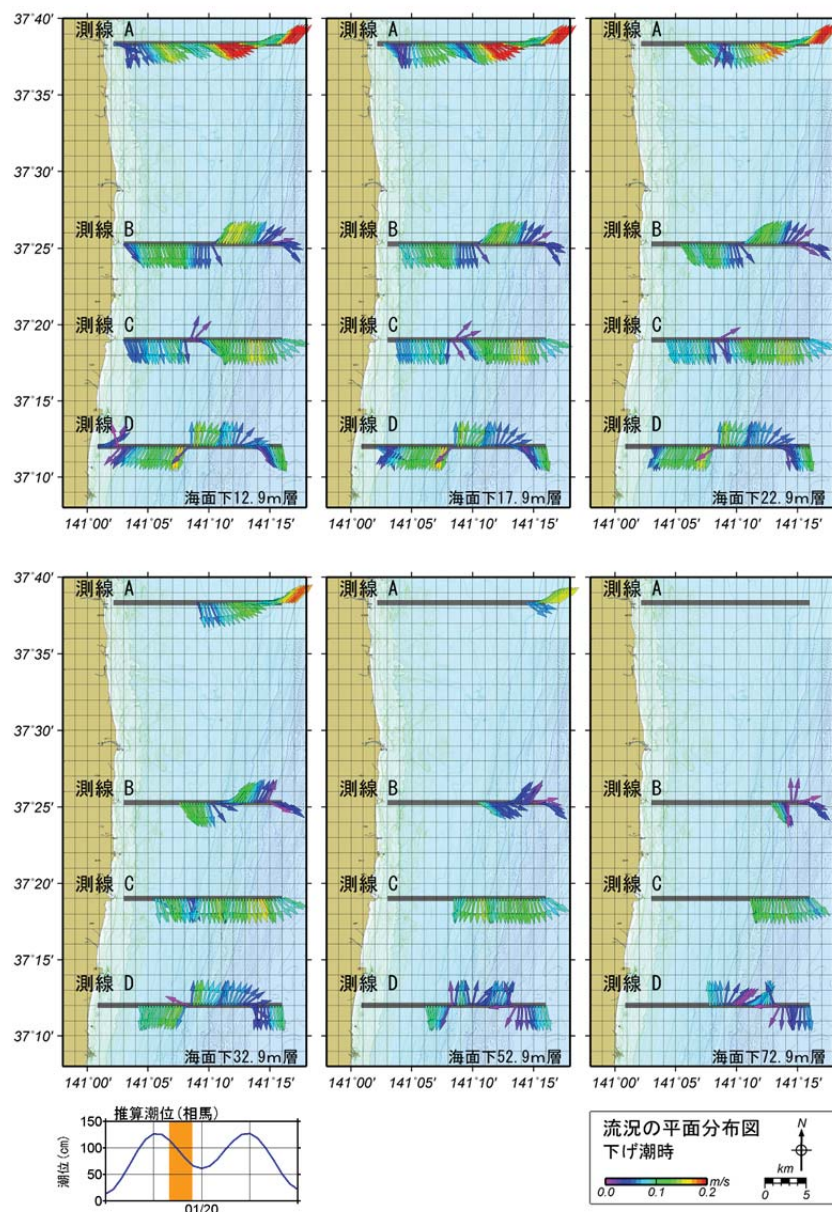 測線 A
測線 B
測線 C
測線 D
海面下12.9m層
測線 A
測線 B
測線 C
測線 D
海面下17.9m層
測線 A
測線 B
測線 C
測線 D
海面下22.9m層
37°40′
37°35′
37°30′
37°25′
37°20′
37°15′
37°10′
141°00′ 141°05′ 141°10′ 141°15′
141°00′ 141°05′ 141°10′ 141°15′
141°00′ 141°05′ 141°10′ 141°15′
測線 A
測線 B
測線 C
測線 D
海面下32.9m層
測線 A
測線 B
測線 C
測線 D
海面下52.9m層
測線 A
測線 B
測線 C
測線 D
海面下72.9m層
37°40′
37°35′
37°30′
37°25′
37°20′
37°15′
37°10′
141°00′ 141°05′ 141°10′ 141°15′
141°00′ 141°05′ 141°10′ 141°15′
141°00′ 141°05′ 141°10′ 141°15′
推算潮位(相馬)
潮位(cm)
150
100
50
0
01/20
流況の平面分布図
下げ潮時
N
km
0 5
m/s
0.0 0.1 0.2